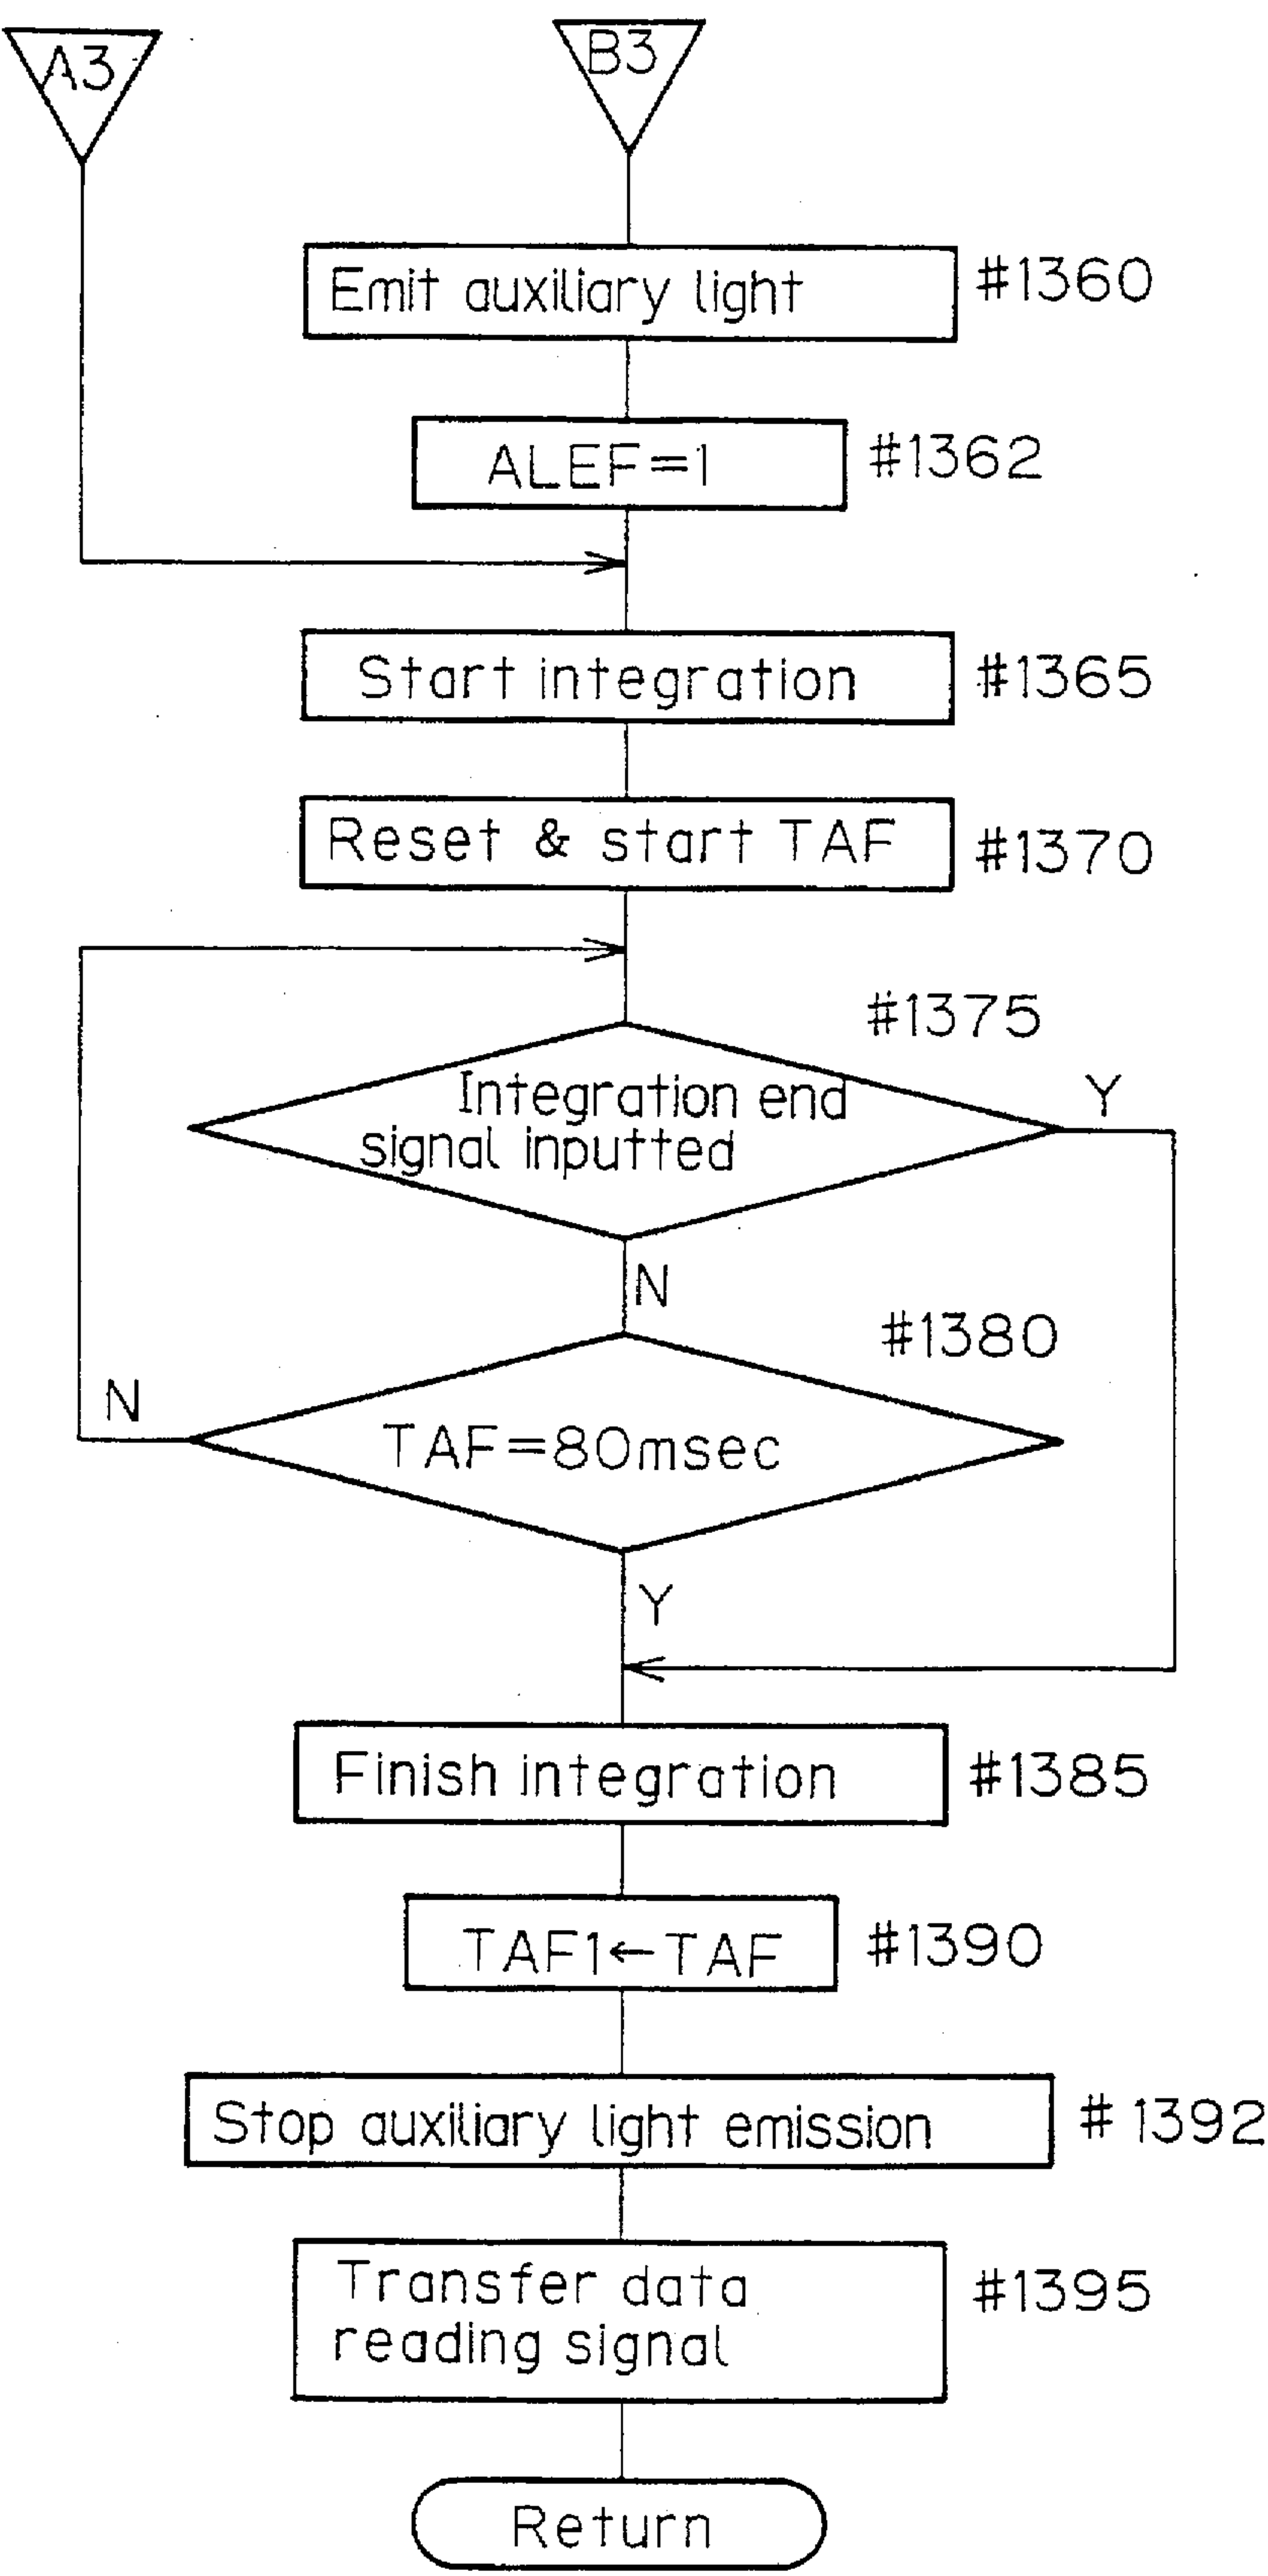 A3
B3
Emit auxiliary light
#1360
ALEF=1
#1362
Start integration
#1365
Reset & start TAF
#1370
#1375
Integration end
signal inputted
Y
N
#1380
N
TAF=80msec
Y
Finish integration
#1385
TAF1←TAF
#1390
Stop auxiliary light emission
# 1392
Transfer data
reading signal
#1395
Return